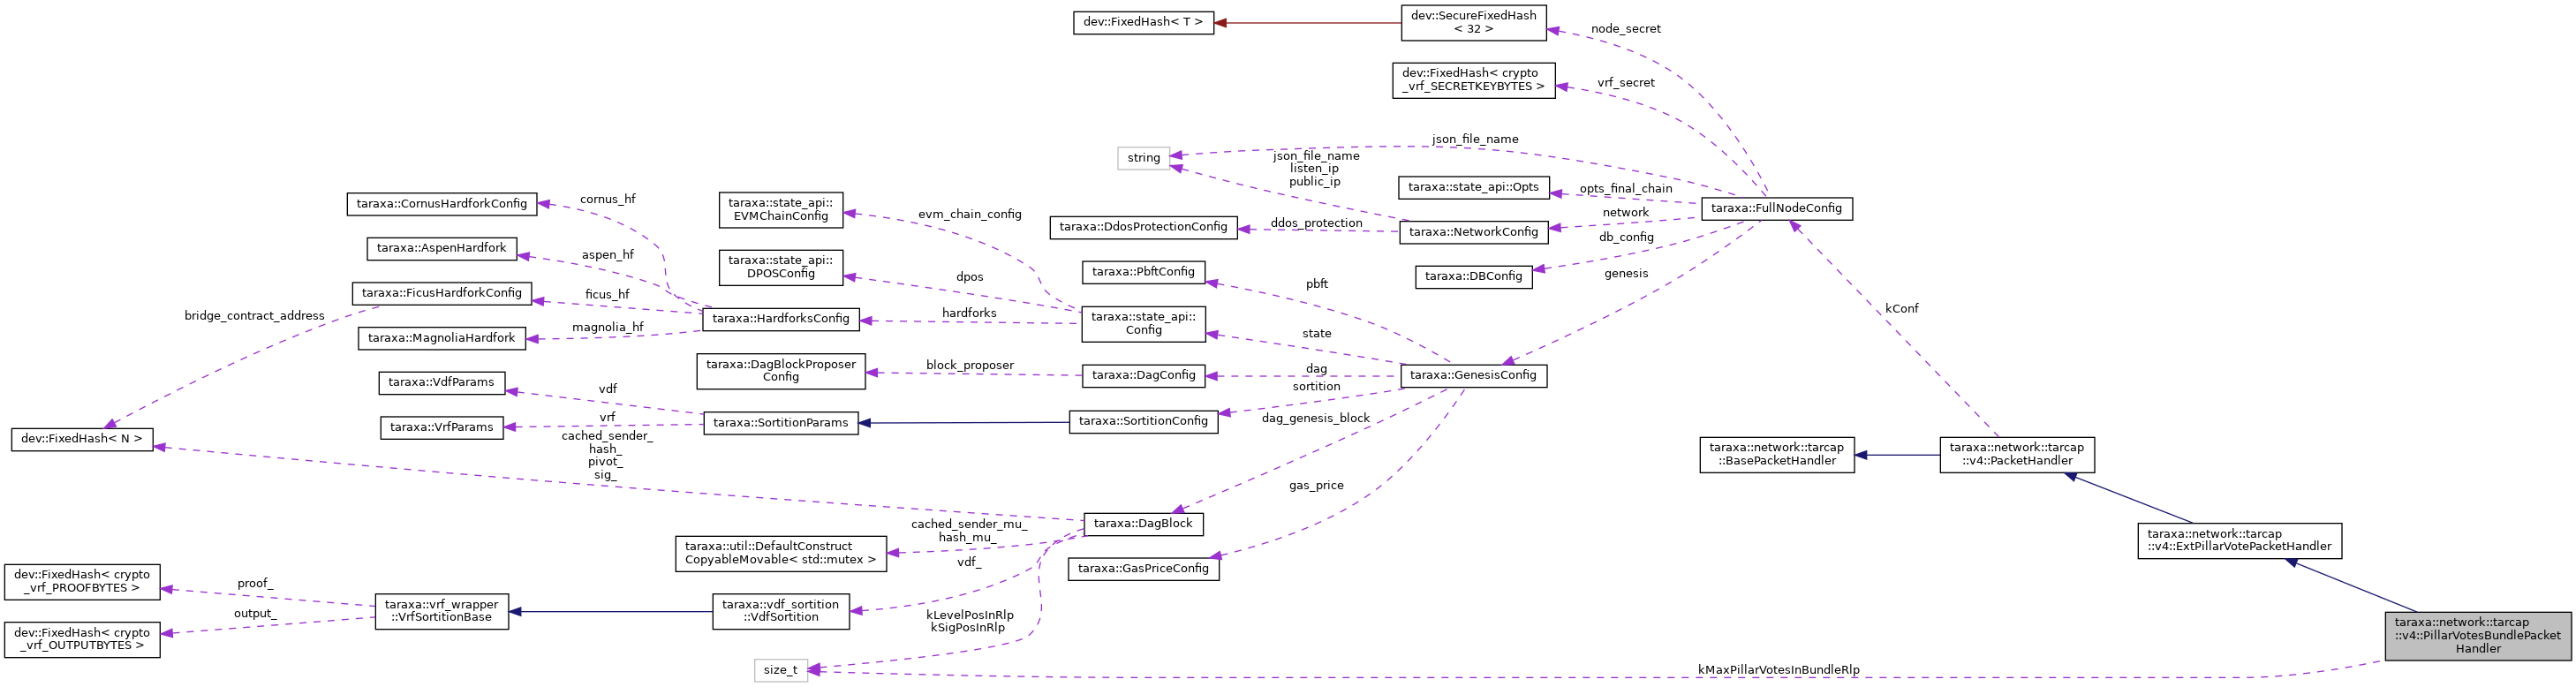 dev::FixedHash< T >
dev::SecureFixedHash
< 32 >
node_secret
dev::FixedHash< crypto
_vrf_SECRETKEYBYTES >
vrf_secret
json_file_name
string
json_file_name
listen_ip
public_ip
taraxa::state_api::Opts
opts_final_chain
taraxa::FullNodeConfig
taraxa::CornusHardforkConfig
cornus_hf
taraxa::state_api::
EVMChainConfig
evm_chain_config
taraxa::DdosProtectionConfig
ddos_protection
taraxa::NetworkConfig
network
db_config
taraxa::AspenHardfork
aspen_hf
taraxa::state_api::
DPOSConfig
dpos
taraxa::PbftConfig
pbft
taraxa::DBConfig
genesis
taraxa::FicusHardforkConfig
ficus_hf
bridge_contract_address
taraxa::MagnoliaHardfork
magnolia_hf
taraxa::HardforksConfig
hardforks
taraxa::state_api::
Config
state
kConf
taraxa::DagBlockProposer
Config
block_proposer
taraxa::DagConfig
dag
sortition
taraxa::GenesisConfig
taraxa::VdfParams
vdf
taraxa::VrfParams
vrf
taraxa::SortitionParams
taraxa::SortitionConfig
dag_genesis_block
dev::FixedHash< N >
cached_sender_
hash_
pivot_
sig_
gas_price
taraxa::network::tarcap
::BasePacketHandler
taraxa::network::tarcap
::v4::PacketHandler
taraxa::DagBlock
cached_sender_mu_
hash_mu_
taraxa::util::DefaultConstruct
CopyableMovable< std::mutex >
vdf_
taraxa::GasPriceConfig
taraxa::network::tarcap
::v4::ExtPillarVotePacketHandler
dev::FixedHash< crypto
_vrf_PROOFBYTES >
proof_
output_
dev::FixedHash< crypto
_vrf_OUTPUTBYTES >
taraxa::vrf_wrapper
::VrfSortitionBase
taraxa::vdf_sortition
::VdfSortition
kLevelPosInRlp
kSigPosInRlp
size_t
kMaxPillarVotesInBundleRlp
taraxa::network::tarcap
::v4::PillarVotesBundlePacket
Handler